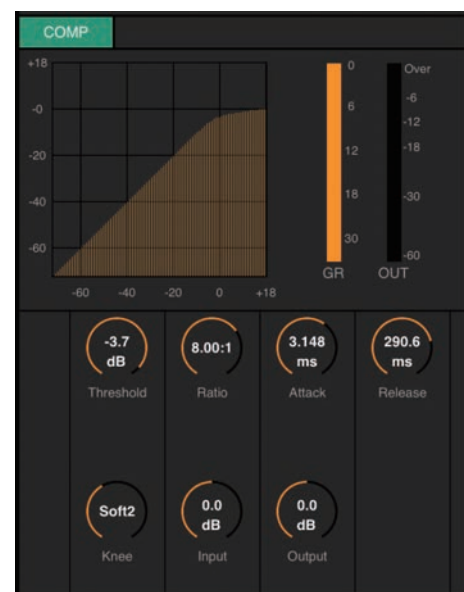 COMP
+18
-0
-20
-40
-60
-60 -40 -20 0 +18
0
6
12
18
30
GR
Over
-6
-12
-18
-30
-60
OUT
-3.7 dB
Threshold
8.00:1
Ratio
3.148 ms
Attack
290.6 ms
Release
Soft2
Knee
0.0 dB
Input
0.0 dB
Output